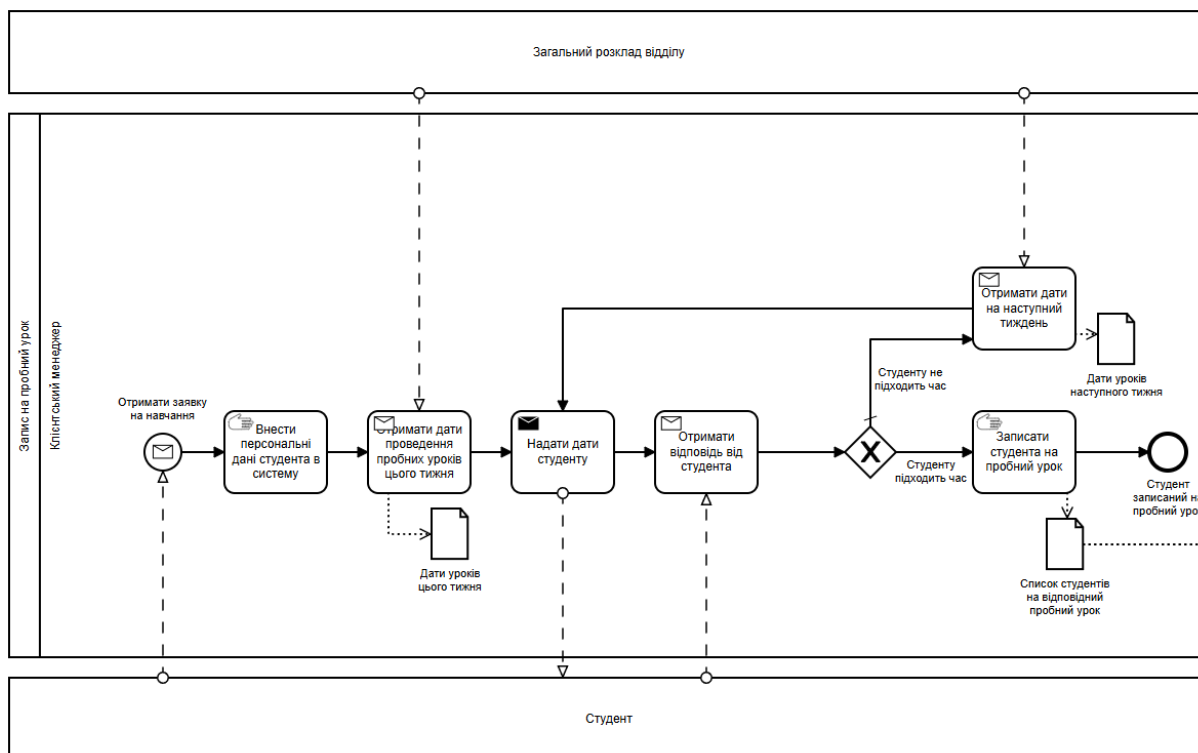 Загальний розклад відділу
Запис на пробний урок
Клієнтський менеджер
Отримати заявку
на навчання
Внести
персональні
дані студента в
систему
Отримати дати
проведення
пробних уроків
цього тижня
Дати уроків
цього тижня
Надати дати
студенту
Отримати
відповідь від
студента
Студенту не
підходить час
Студенту
підходить час
Отримати дати
на наступний
тиждень
Дати уроків
наступного тижня
Записати
студента на
пробний урок
Список студентів
на відповідний
пробний урок
Студент
записаний на
пробний уро
Студент